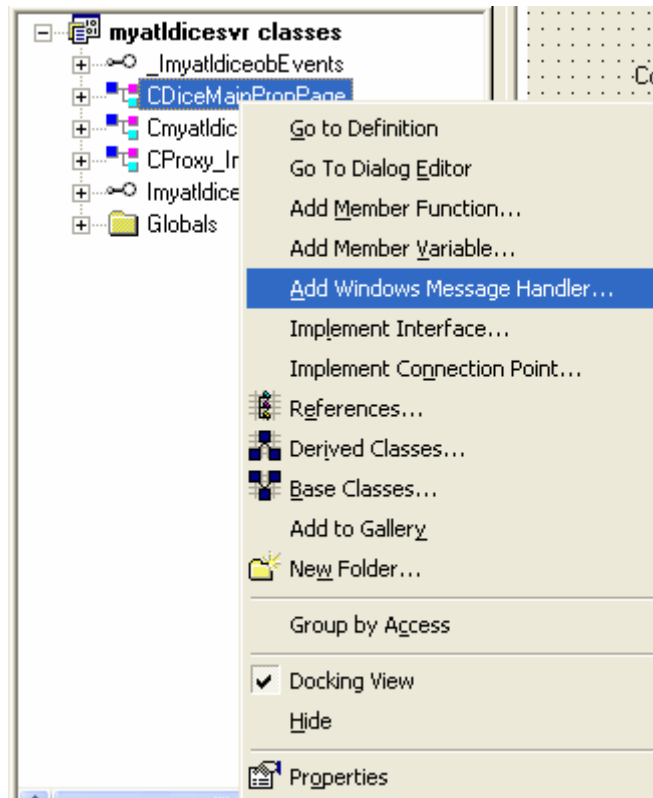 myatldicesvr classes
_ImyatldiceobEvents
CDiceMainPropPage
Cmyatldic
CProxy_Ir
Imyatldice
Globals
Go to Definition
Go To Dialog Editor
Add Member Function...
Add Member Variable...
Add Windows Message Handler...
Implement Interface...
Implement Connection Point...
References...
Derived Classes...
Base Classes...
Add to Gallery
New Folder...
Group by Access
Docking View
Hide
Properties